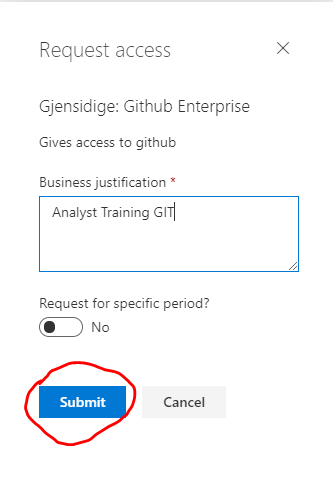 Request access
Gjensidige: Github Enterprise
Gives access to github
Business justification *
Analyst Training GIT
Request for specific period?
No
Submit
Cancel